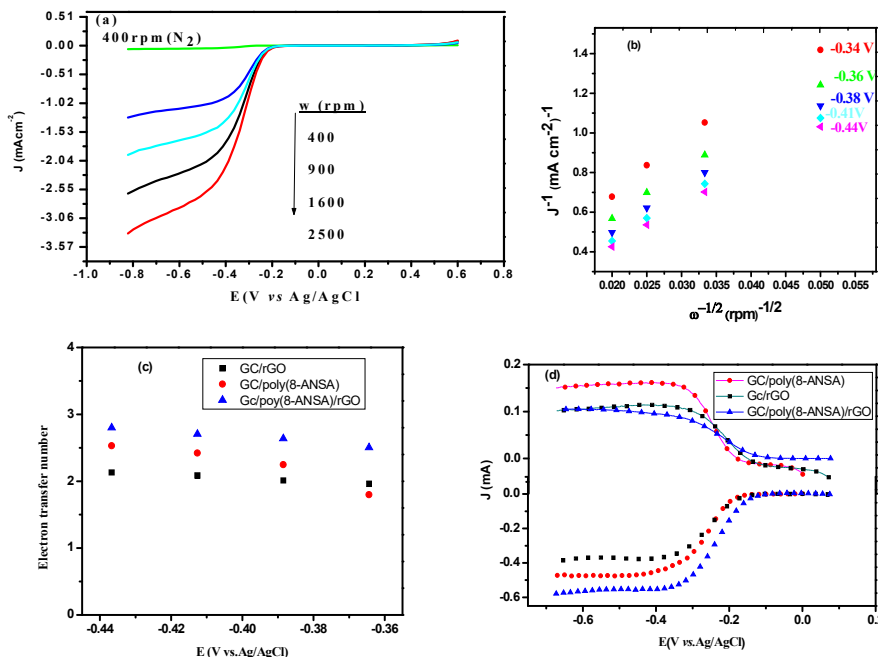 (a)
0.51
0.00
-0.51
-1.02
-1.53
-2.04
-2.55
-3.06
-3.57
J (mAcm-2)
400rpm(N2)
w (rpm)
400
900
1600
2500
-1.0 -0.8 -0.6 -0.4 -0.2 0.0 0.2 0.4 0.6 0.8
E (V vs Ag/AgCl
(b)
1.6
1.4
1.2
1.0
0.8
0.6
0.4
J-1 (mA cm-2)-1
-0.34 V
-0.36 V
-0.38 V
-0.41V
-0.44V
0.020 0.025 0.030 0.035 0.040 0.045 0.050 0.055
ω–1/2 (rpm)-1/2
(c)
4
3
2
1
0
Electron transfer number
GC/rGO
GC/poly(8-ANSA)
Gc/poy(8-ANSA)/rGO
-0.44 -0.42 -0.40 -0.38 -0.36
E (V vs.Ag/AgCl)
(d)
0.2
0.1
0.0
0.0
-0.2
-0.4
-0.6
J (mA)
GC/poly(8-ANSA)
Gc/rGO
GC/poly(8-ANSA)/rGO
-0.6 -0.4 -0.2 0.0 0.2
E(V vs.Ag/AgCl)